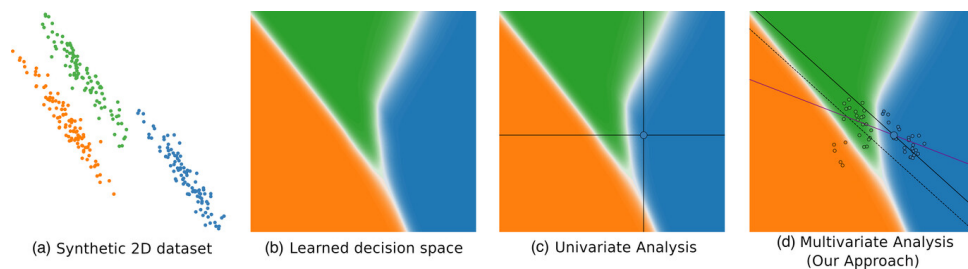 (a) Synthetic 2D dataset
(b) Learned decision space
(c) Univariate Analysis
(d) Multivariate Analysis
(Our Approach)